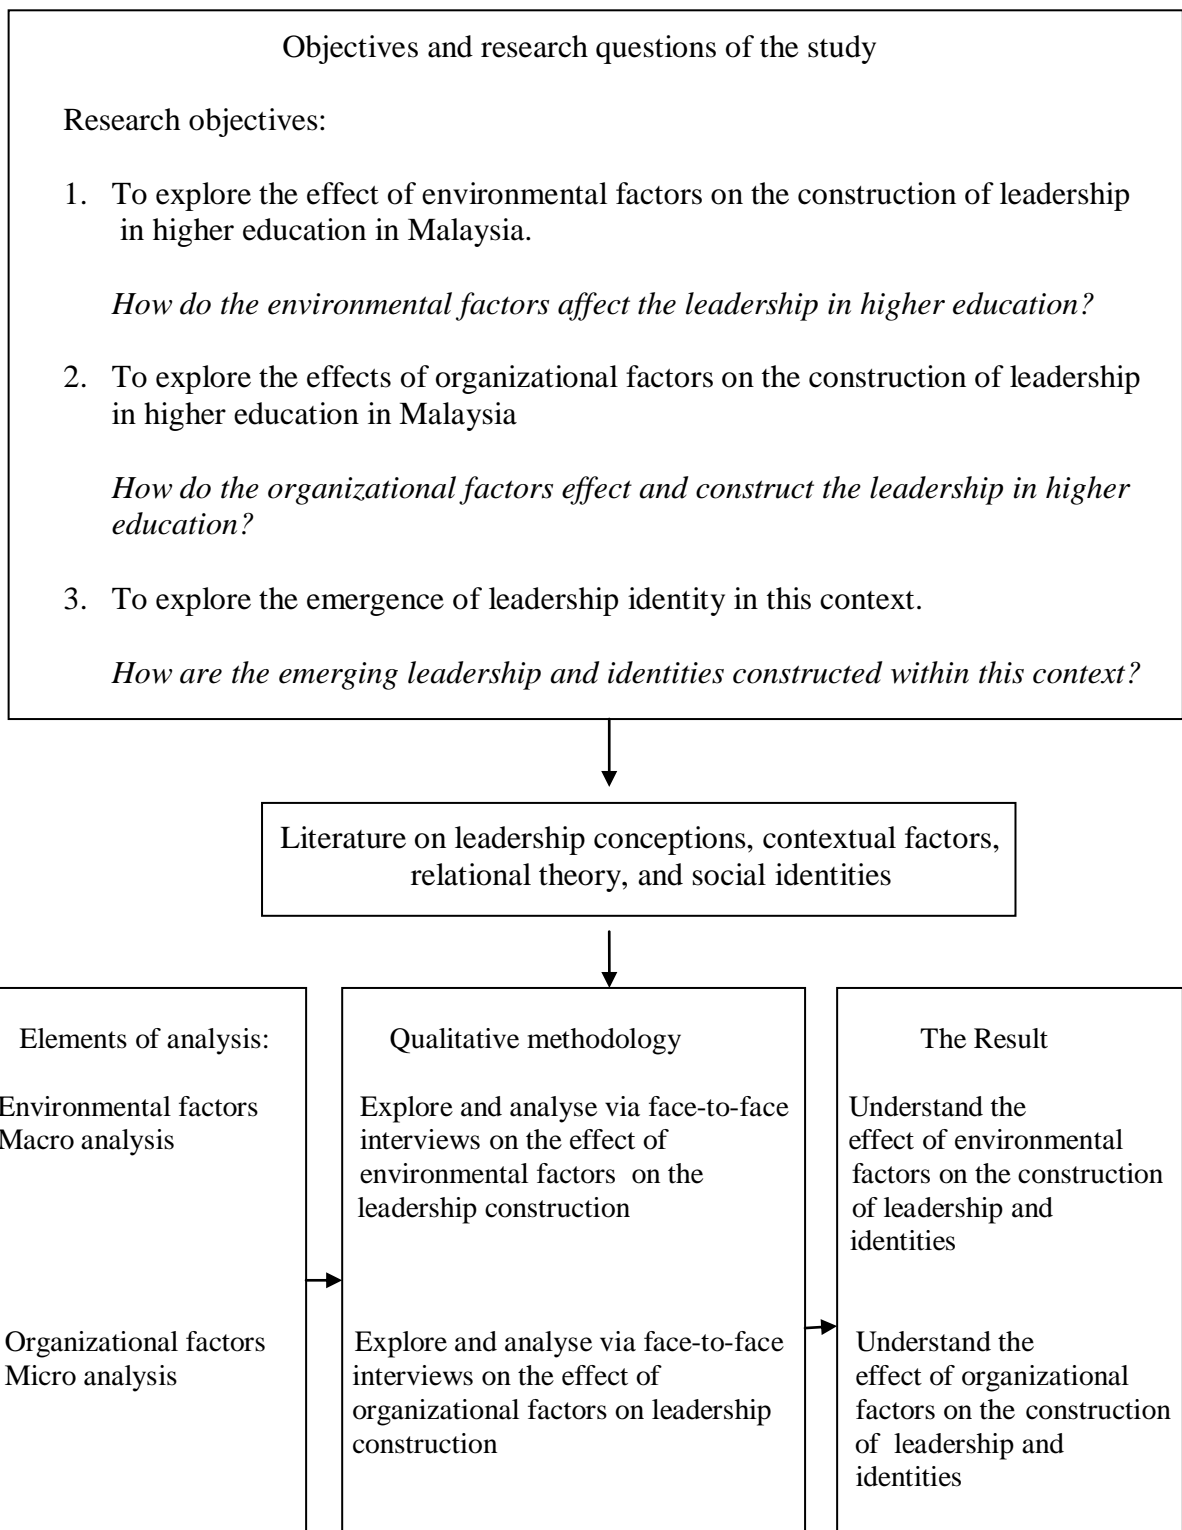 Objectives and research questions of the study
Research objectives:
1. To explore the effect of environmental factors on the construction of leadership
in higher education in Malaysia.
How do the environmental factors affect the leadership in higher education?
2. To explore the effects of organizational factors on the construction of leadership
in higher education in Malaysia
How do the organizational factors effect and construct the leadership in higher
education?
3. To explore the emergence of leadership identity in this context.
How are the emerging leadership and identities constructed within this context?
Literature on leadership conceptions, contextual factors,
relational theory, and social identities
Elements of analysis:
Environmental factors
Macro analysis
Organizational factors
Micro analysis
Qualitative methodology
Explore and analyse via face-to-face
interviews on the effect of
environmental factors on the
leadership construction
Explore and analyse via face-to-face
interviews on the effect of
organizational factors on leadership
construction
The Result
Understand the
effect of environmental
factors on the construction
of leadership and
identities
Understand the
effect of organizational
factors on the construction
of leadership and
identities